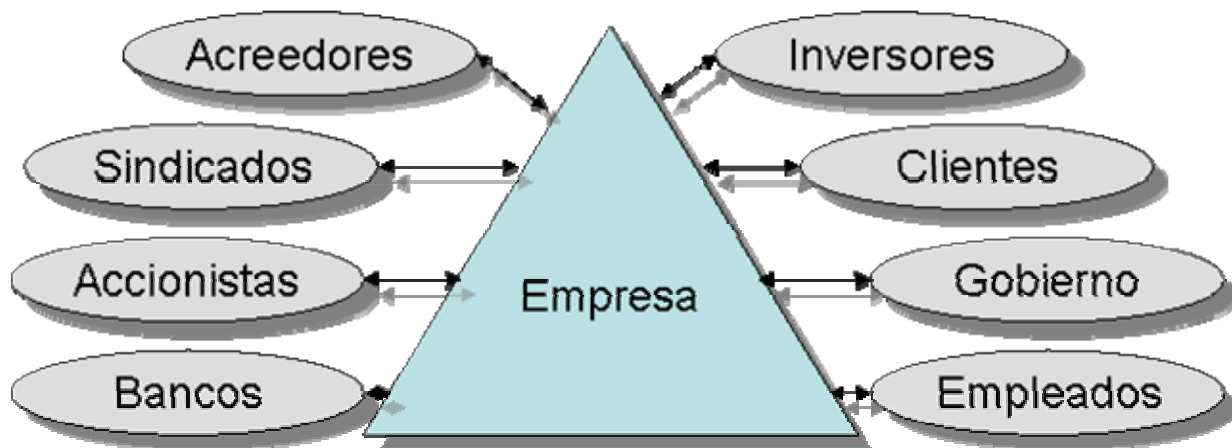 Acreedores
Inversores
Sindicados
Clientes
Accionistas
Empresa
Gobierno
Bancos
Empleados